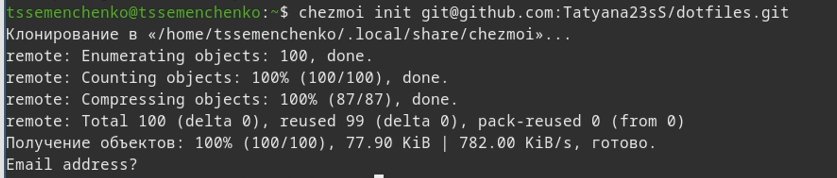 tssemenchenko@tssemenchenko:~$ chezmoi init git@github.com:Tatyana23sS/dotfiles.git
Клонирование в «/home/tssemenchenko/.local/share/chezmoi»...
remote: Enumerating objects: 100, done.
remote: Counting objects: 100% (100/100), done.
remote: Compressing objects: 100% (87/87), done.
remote: Total 100 (delta 0), reused 99 (delta 0), pack-reused 0 (from 0)
Получение объектов: 100% (100/100), 77.90 KiB | 782.00 KiB/s, готово.
Email address?